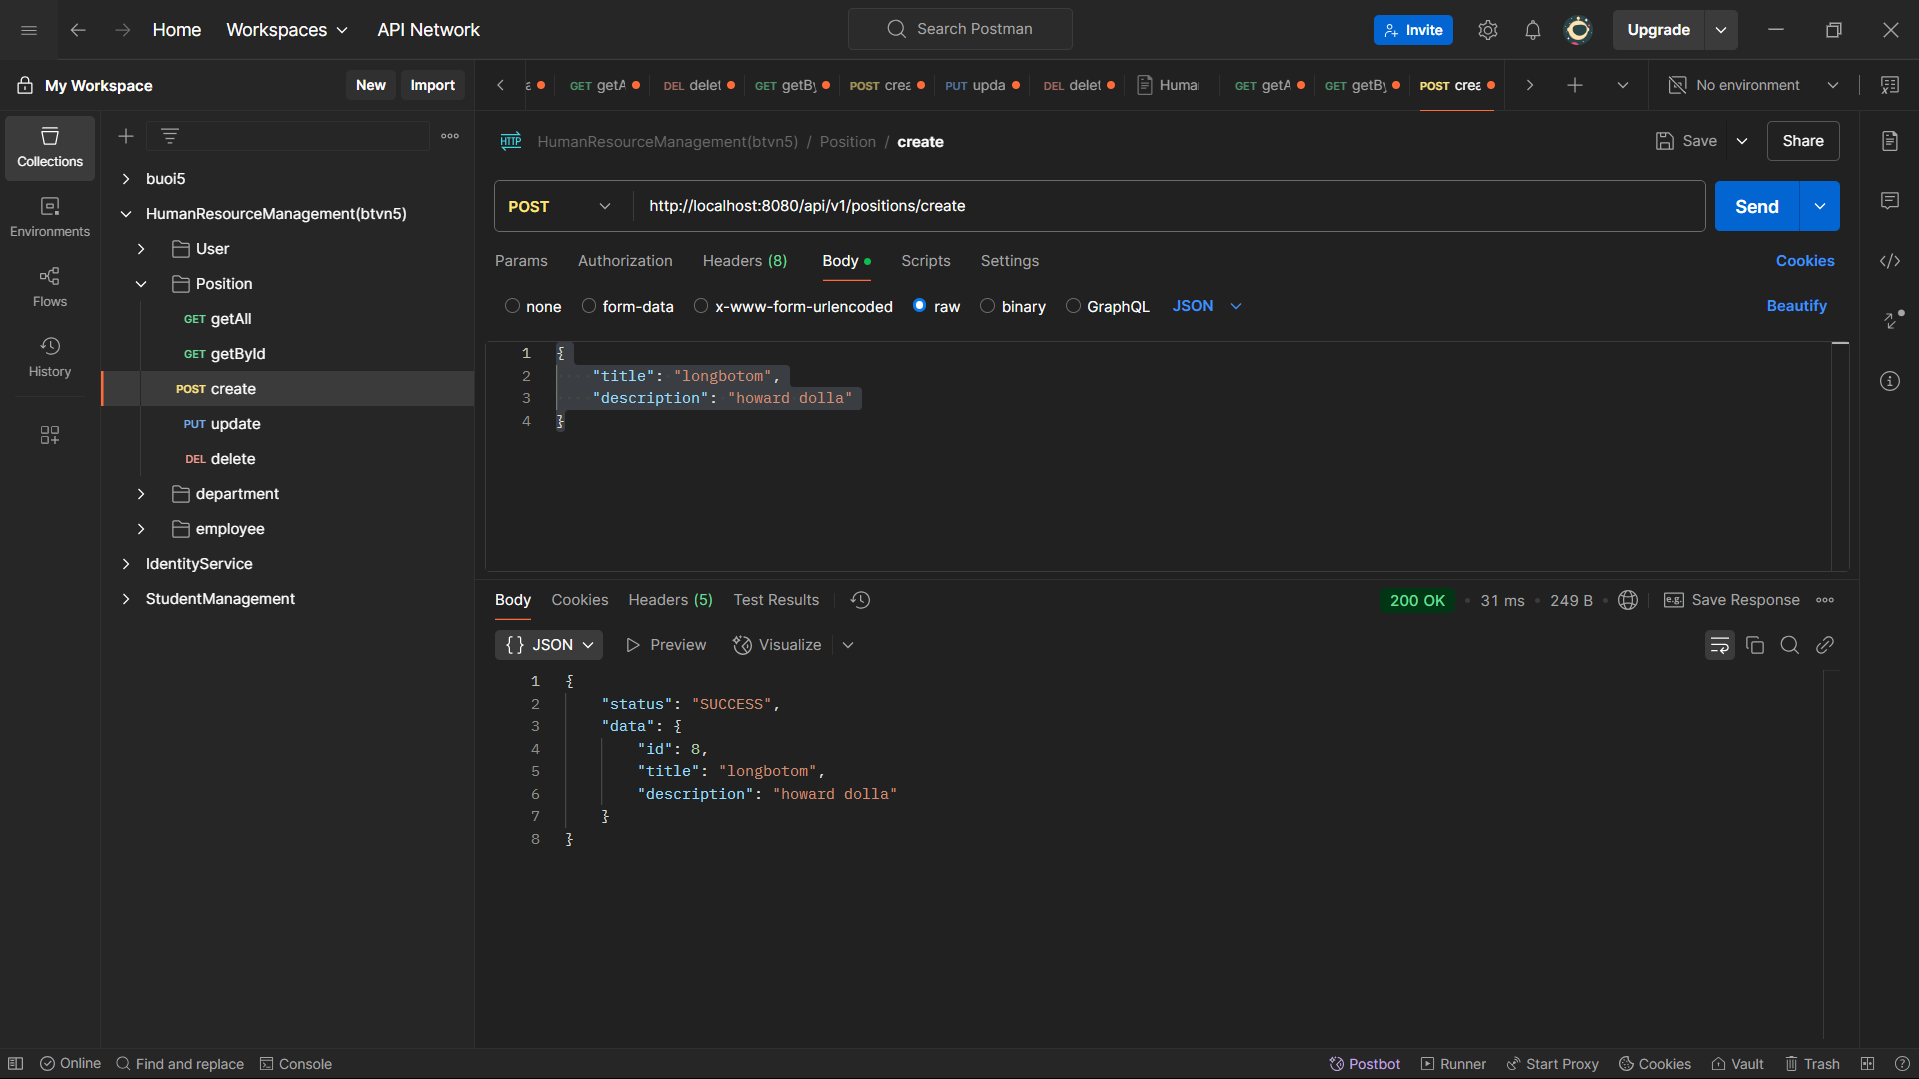 Home Workspaces API Network Search Postman Invite Upgrade
My Workspace New Import
GET getA DEL delet GET getBy POST crea PUT upda DEL delet Human GET getA GET getBy POST crea No environment
Collections
Environments
Flows
History
buoi5
HumanResourceManagement(btvn5)
User
Position
GET getAll
GET getById
POST create
PUT update
DEL delete
department
employee
IdentityService
StudentManagement
HTTP HumanResourceManagement(btvn5) / Position / create Save Share
POST http://localhost:8080/api/v1/positions/create Send
Params Authorization Headers (8) Body Scripts Settings Cookies
none form-data x-www-form-urlencoded raw binary GraphQL JSON Beautify
1 {
2 "title": "longbotom",
3 "description": "howard dolla"
4 }
Body Cookies Headers (5) Test Results 200 OK 31 ms 249 B e.g. Save Response
{} JSON Preview Visualize
1 {
2 "status": "SUCCESS",
3 "data": {
4 "id": 8,
5 "title": "longbotom",
6 "description": "howard dolla"
7 }
8 }
Online Find and replace Console Postbot Runner Start Proxy Cookies Vault Trash